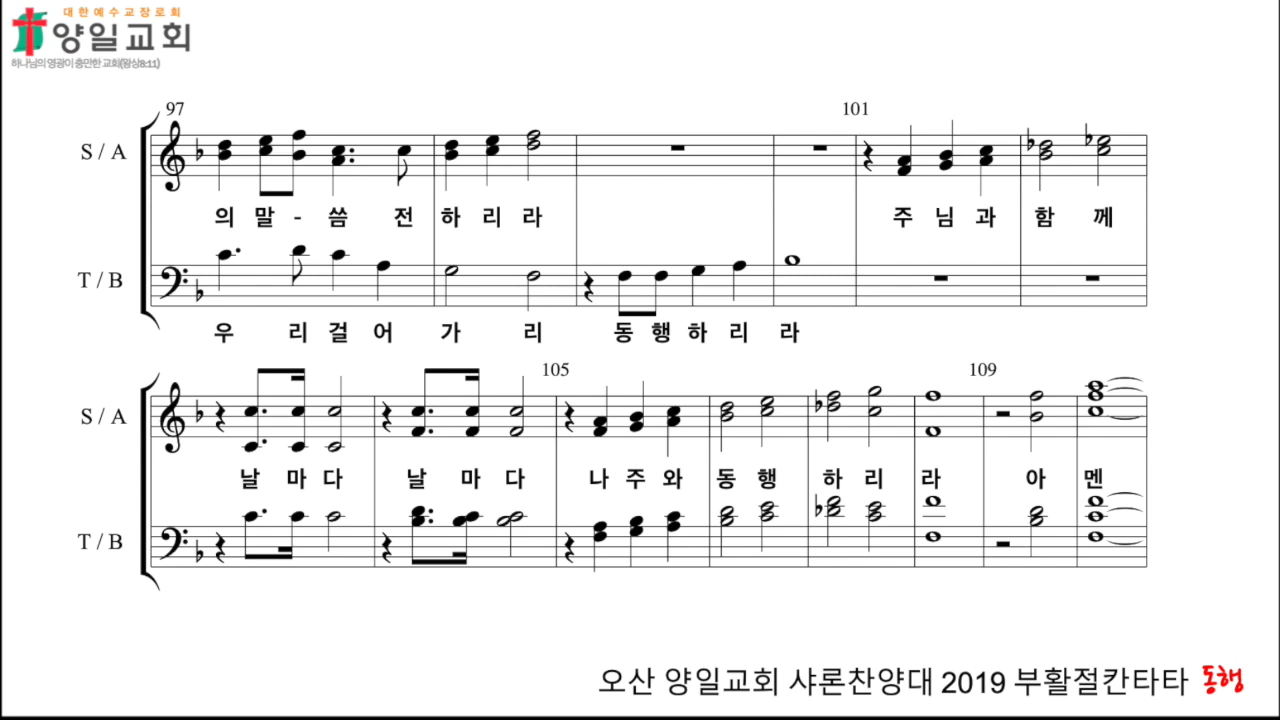 대한예수교장로회
양일교회
하나님의 영광이 충만한 교회(왕상8:11)
97 101
S / A
의 말 - 씀 전 하 리 라 주 님 과 함 께
T / B
우 리 걸 어 가 리 동 행 하 리 라
105 109
S / A
날 마 다 날 마 다 나 주 와 동 행 하 리 라 아 멘
T / B
오산 양일교회 샤론찬양대 2019 부활절칸타타 동행